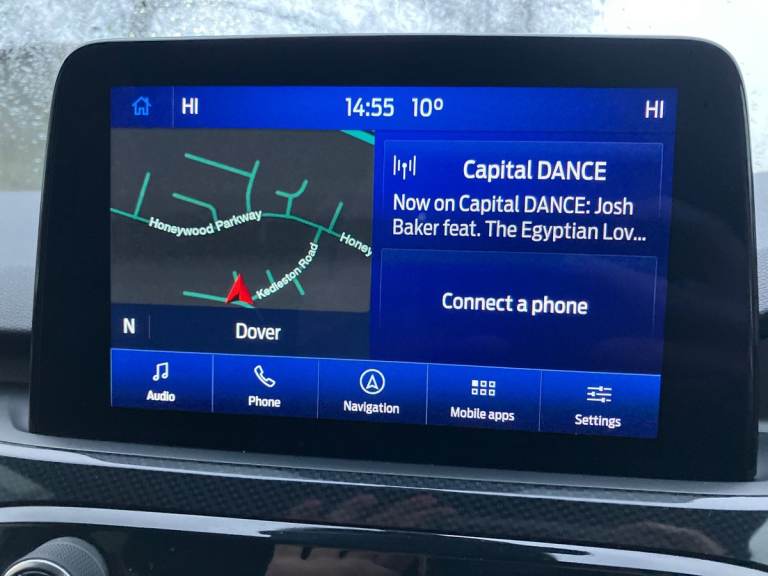 HI 14:55 10° HI
Capital DANCE
Now on Capital DANCE: Josh
Baker feat. The Egyptian Lov...
Honeywood Parkway
Honey
Kedleston Road
Connect a phone
N Dover
Audio Phone Navigation Mobile apps Settings